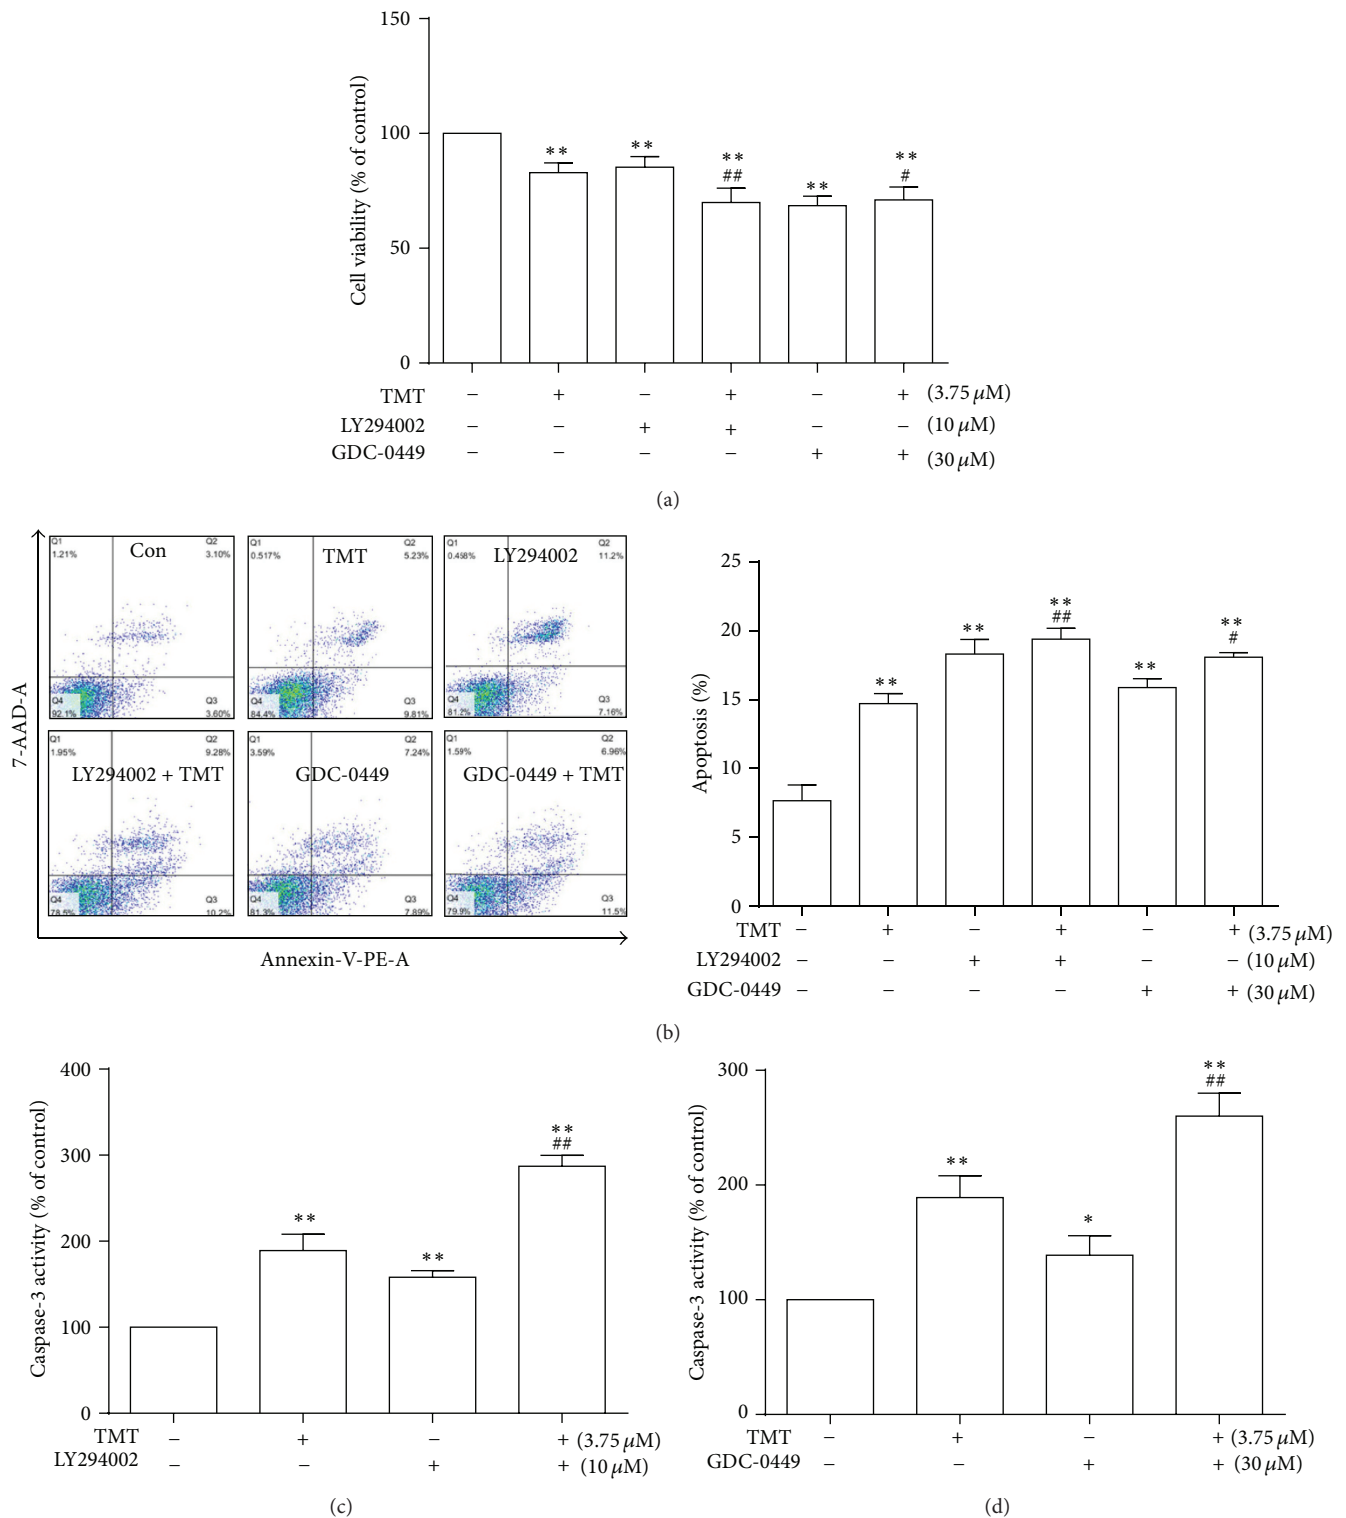 150
100
50
0
Cell viability (% of control)
**
**
**
##
**
**
#
TMT − + − + − + (3.75 μM)
LY294002 − − + + − − (10 μM)
GDC-0449 − − − − + + (30 μM)
(a)
7-AAD-A
Q1 Con Q2
1.21% 3.10%
Q4 Q3
92.1% 3.60%
Q1 TMT Q2
0.517% 5.23%
Q4 Q3
84.4% 9.81%
Q1 LY294002 Q2
0.458% 11.2%
Q4 Q3
81.2% 7.16%
Q1 Q2
1.95% 9.28%
LY294002 + TMT
Q4 Q3
78.5% 10.2%
Q1 Q2
3.59% 7.24%
GDC-0449
Q4 Q3
81.3% 7.89%
Q1 Q2
1.59% 6.96%
GDC-0449 + TMT
Q4 Q3
79.9% 11.5%
Annexin-V-PE-A
25
20
15
10
5
0
Apoptosis (%)
**
**
**
##
**
**
#
TMT − + − + − + (3.75 μM)
LY294002 − − + + − − (10 μM)
GDC-0449 − − − − + + (30 μM)
(b)
400
300
200
100
0
Caspase-3 activity (% of control)
**
**
**
##
TMT − + − + (3.75 μM)
LY294002 − − + + (10 μM)
(c)
300
200
100
0
Caspase-3 activity (% of control)
**
*
**
##
TMT − + − + (3.75 μM)
GDC-0449 − − + + (30 μM)
(d)